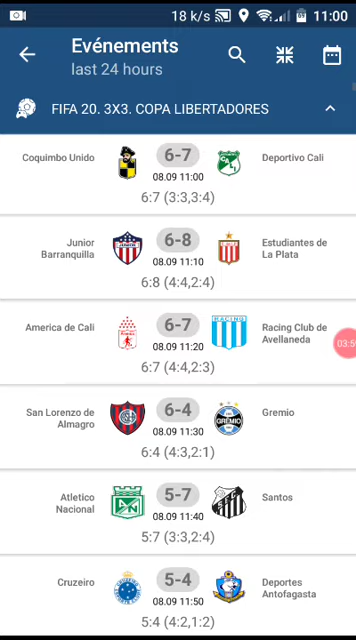 18 k/s 11:00
Evénements
last 24 hours
FIFA 20. 3X3. COPA LIBERTADORES
Coquimbo Unido 6-7 Deportivo Cali
08.09 11:00
6:7 (3:3,3:4)
Junior Barranquilla 6-8 Estudiantes de La Plata
08.09 11:10
6:8 (4:4,2:4)
America de Cali 6-7 Racing Club de Avellaneda
08.09 11:20
6:7 (4:4,2:3)
RACING
San Lorenzo de Almagro 6-4 Gremio
08.09 11:30
6:4 (4:3,2:1)
GREMIO
Atletico Nacional 5-7 Santos
08.09 11:40
5:7 (3:3,2:4)
Cruzeiro 5-4 Deportes Antofagasta
08.09 11:50
5:4 (4:2,1:2)